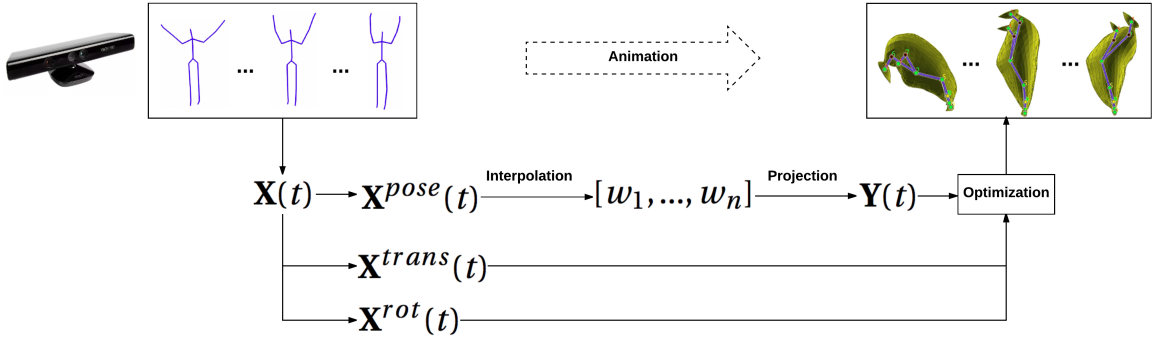 ... ...
Animation
... ...
X(t) X^{pose}(t) Interpolation [w_1,...,w_n] Projection Y(t) Optimization
X^{trans}(t)
X^{rot}(t)